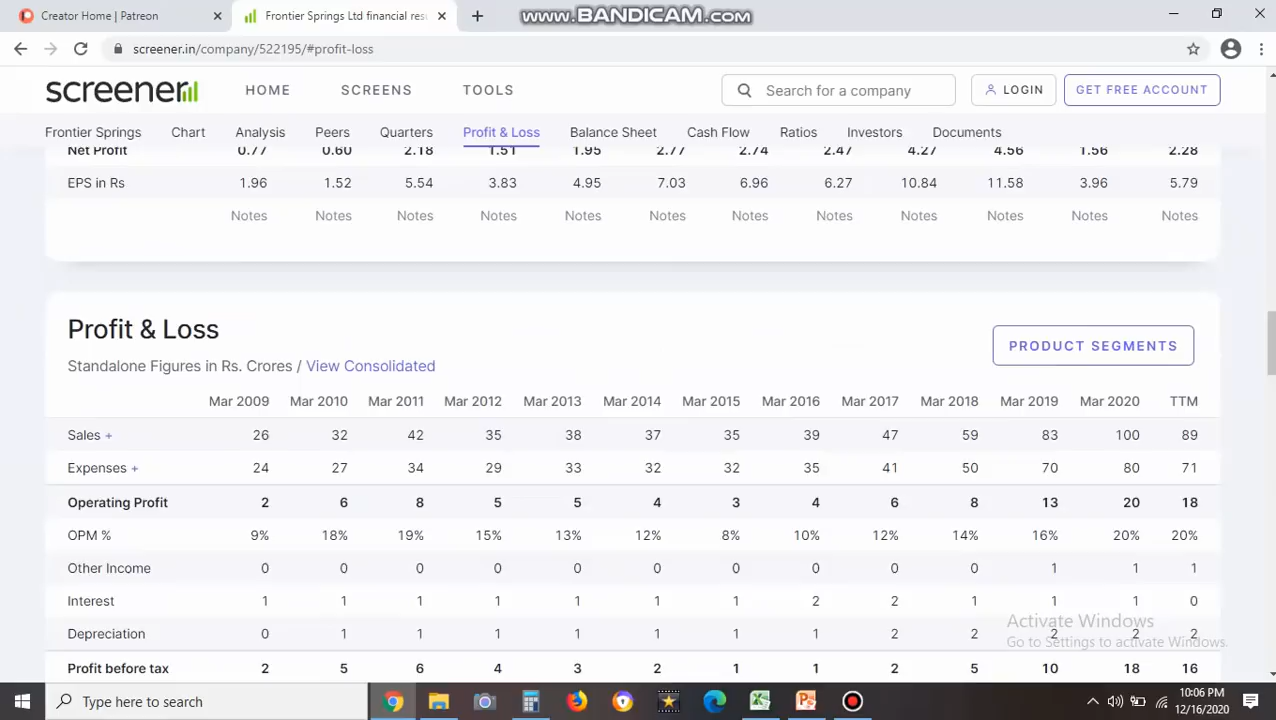 Creator Home | Patreon
Frontier Springs Ltd financial res
www.BANDICAM.com
screener.in/company/522195/#profit-loss
screener HOME SCREENS TOOLS Search for a company LOGIN GET FREE ACCOUNT
Frontier Springs Chart Analysis Peers Quarters Profit & Loss Balance Sheet Cash Flow Ratios Investors Documents
Net Profit 0.77 0.60 2.18 1.51 1.95 2.77 2.74 2.47 4.27 4.56 1.56 2.28
EPS in Rs 1.96 1.52 5.54 3.83 4.95 7.03 6.96 6.27 10.84 11.58 3.96 5.79
Notes Notes Notes Notes Notes Notes Notes Notes Notes Notes Notes Notes
Profit & Loss
PRODUCT SEGMENTS
Standalone Figures in Rs. Crores / View Consolidated
Mar 2009 Mar 2010 Mar 2011 Mar 2012 Mar 2013 Mar 2014 Mar 2015 Mar 2016 Mar 2017 Mar 2018 Mar 2019 Mar 2020 TTM
Sales + 26 32 42 35 38 37 35 39 47 59 83 100 89
Expenses + 24 27 34 29 33 32 32 35 41 50 70 80 71
Operating Profit 2 6 8 5 5 4 3 4 6 8 13 20 18
OPM % 9% 18% 19% 15% 13% 12% 8% 10% 12% 14% 16% 20% 20%
Other Income 0 0 0 0 0 0 0 0 0 0 1 1 1
Interest 1 1 1 1 1 1 1 2 2 1 1 1 0
Depreciation 0 1 1 1 1 1 1 1 2 2 2 2 2
Profit before tax 2 5 6 4 3 2 1 1 2 5 10 18 16
Activate Windows
Go to Settings to activate Windows.
Type here to search
10:06 PM
12/16/2020